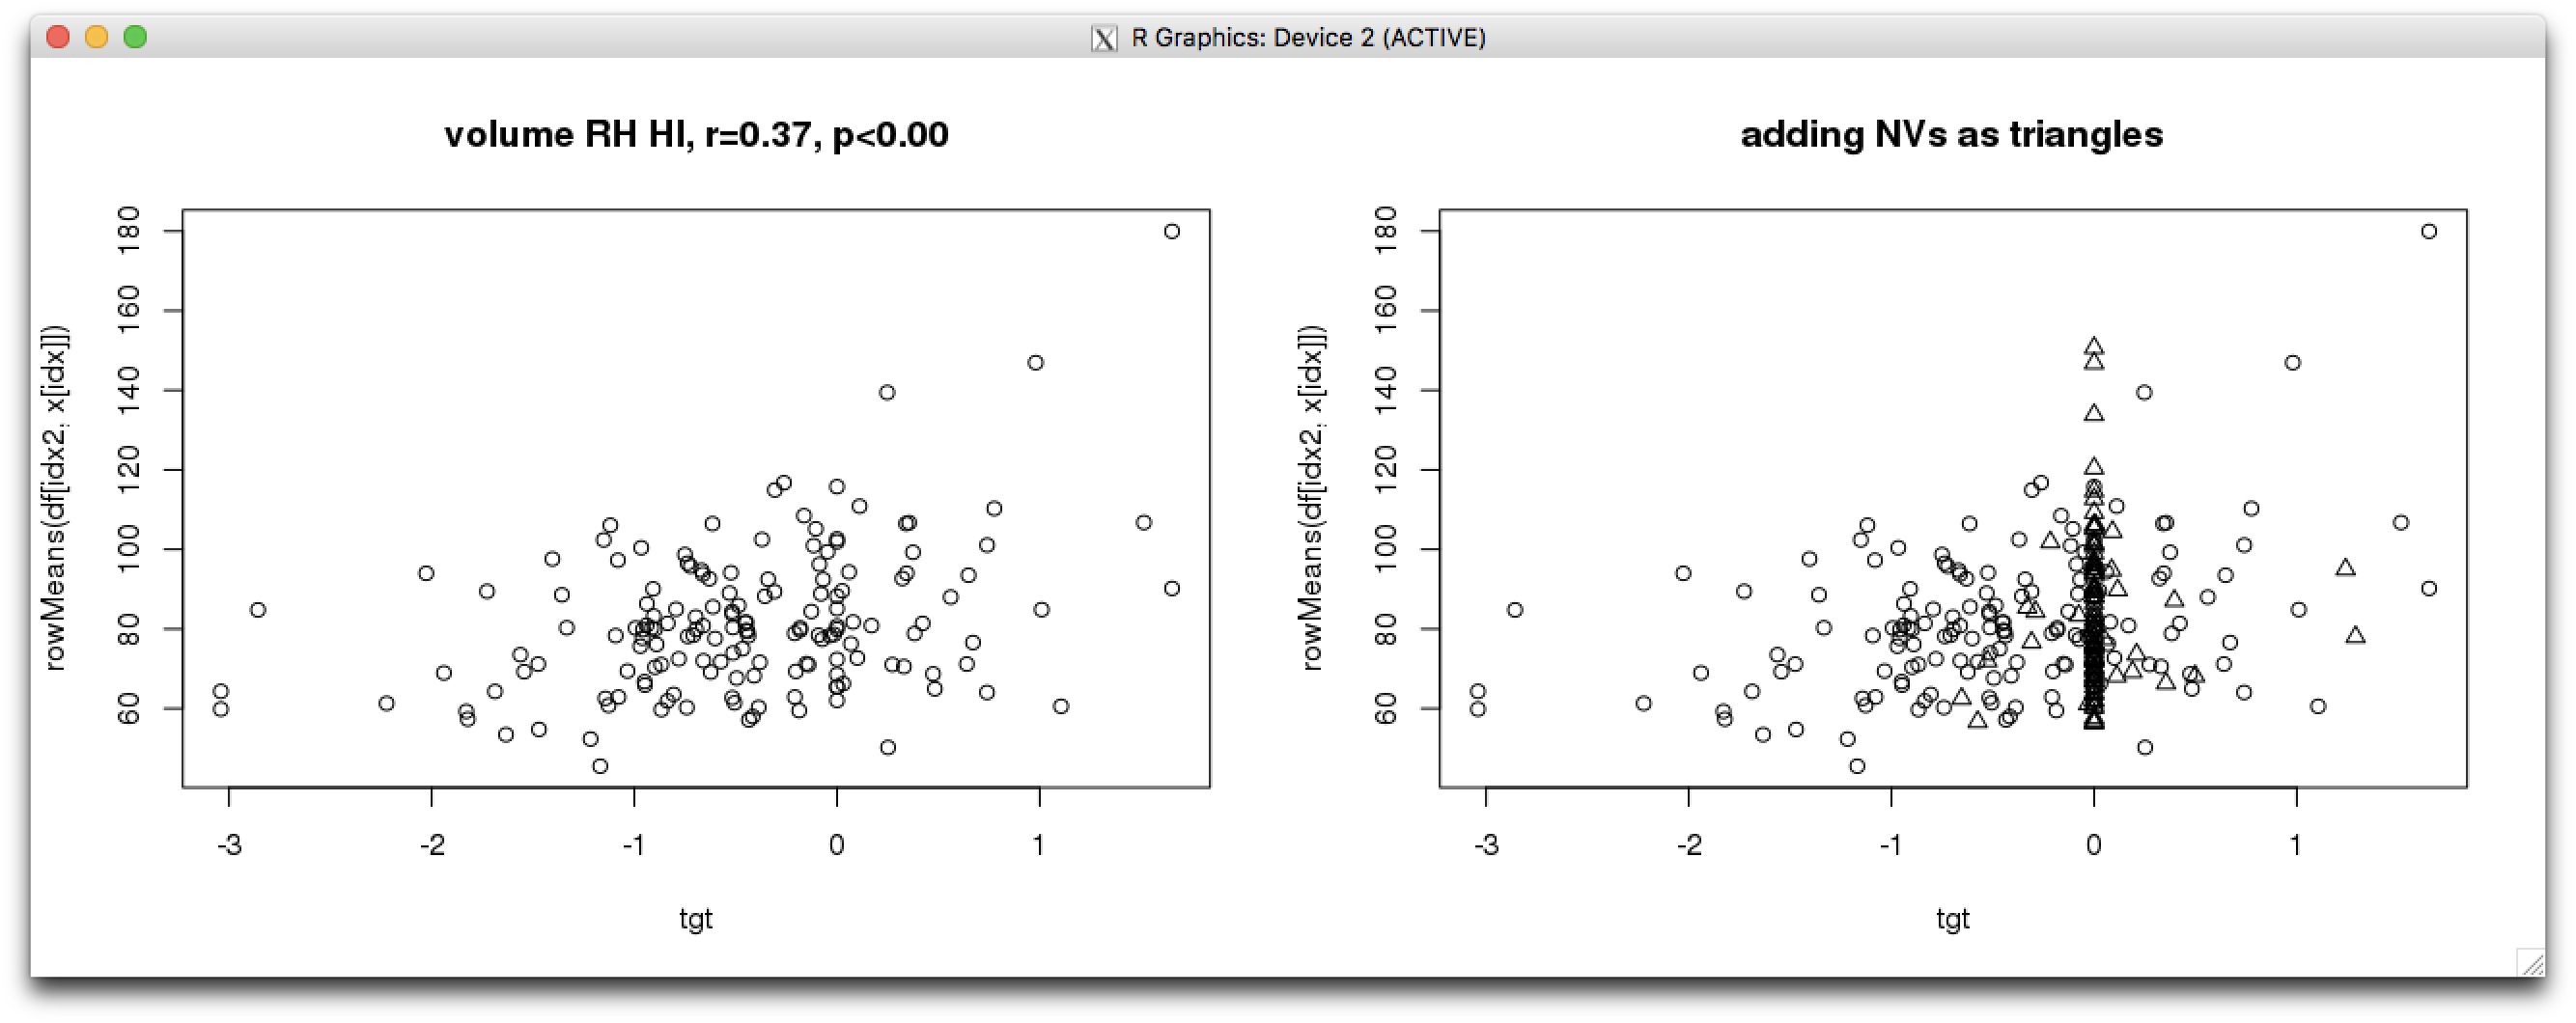 R Graphics: Device 2 (ACTIVE)
volume RH HI, r=0.37, p<0.00
rowMeans(df[idx2, x[idx]])
180
160
140
120
100
80
60
-3 -2 -1 0 1
tgt
adding NVs as triangles
rowMeans(df[idx2, x[idx]])
180
160
140
120
100
80
60
-3 -2 -1 0 1
tgt